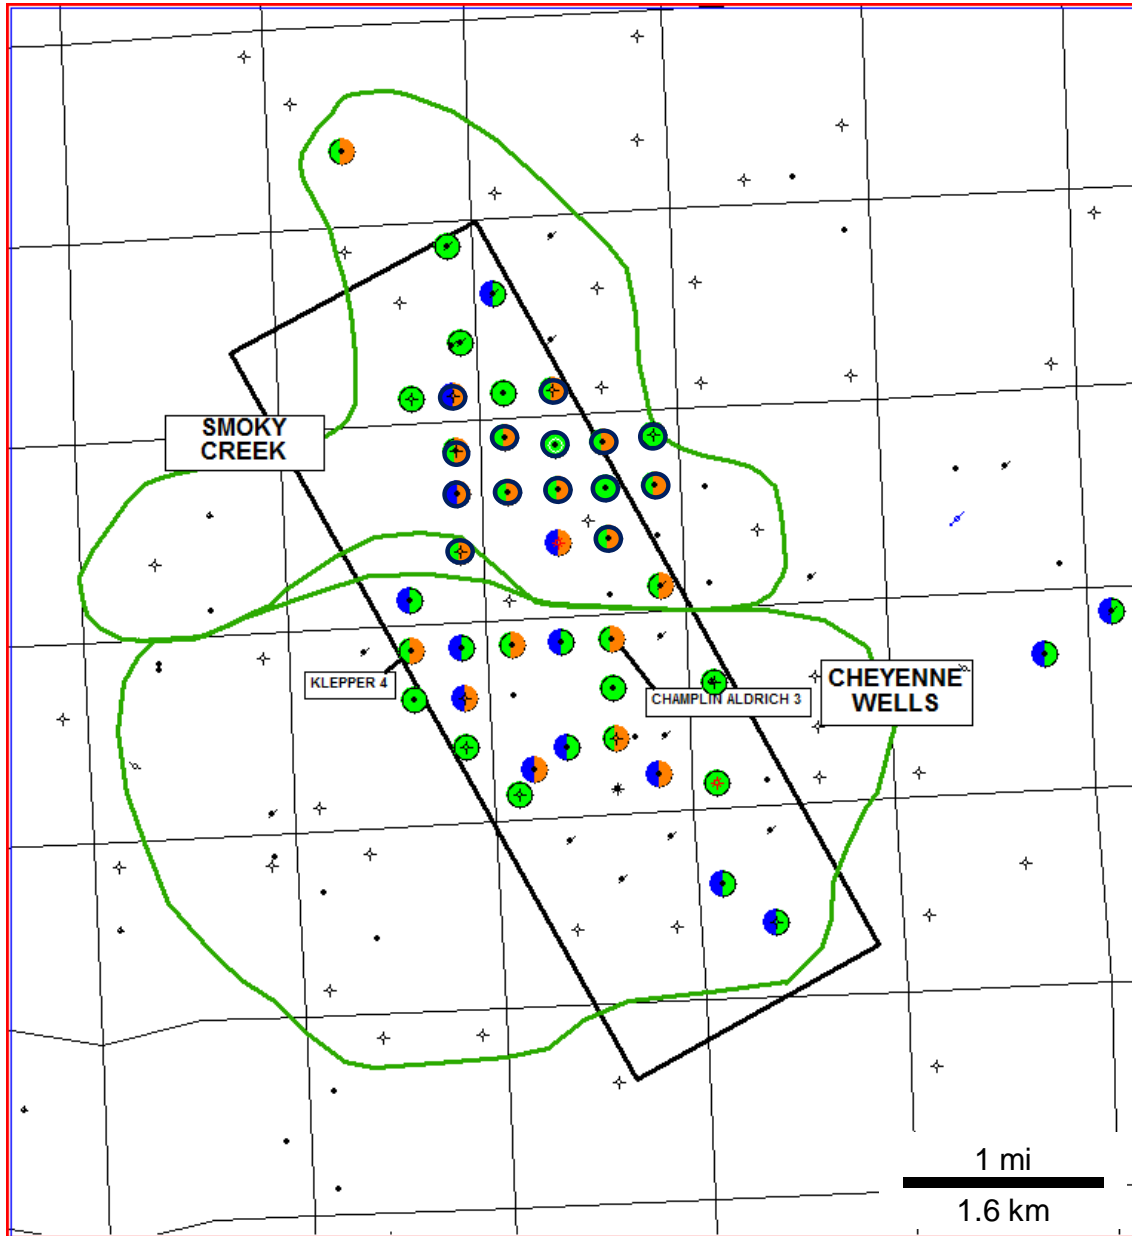 SMOKY
CREEK
KLEPPER 4
CHEYENNE
WELLS
CHAMPLIN ALDRICH 3
1 mi
1.6 km